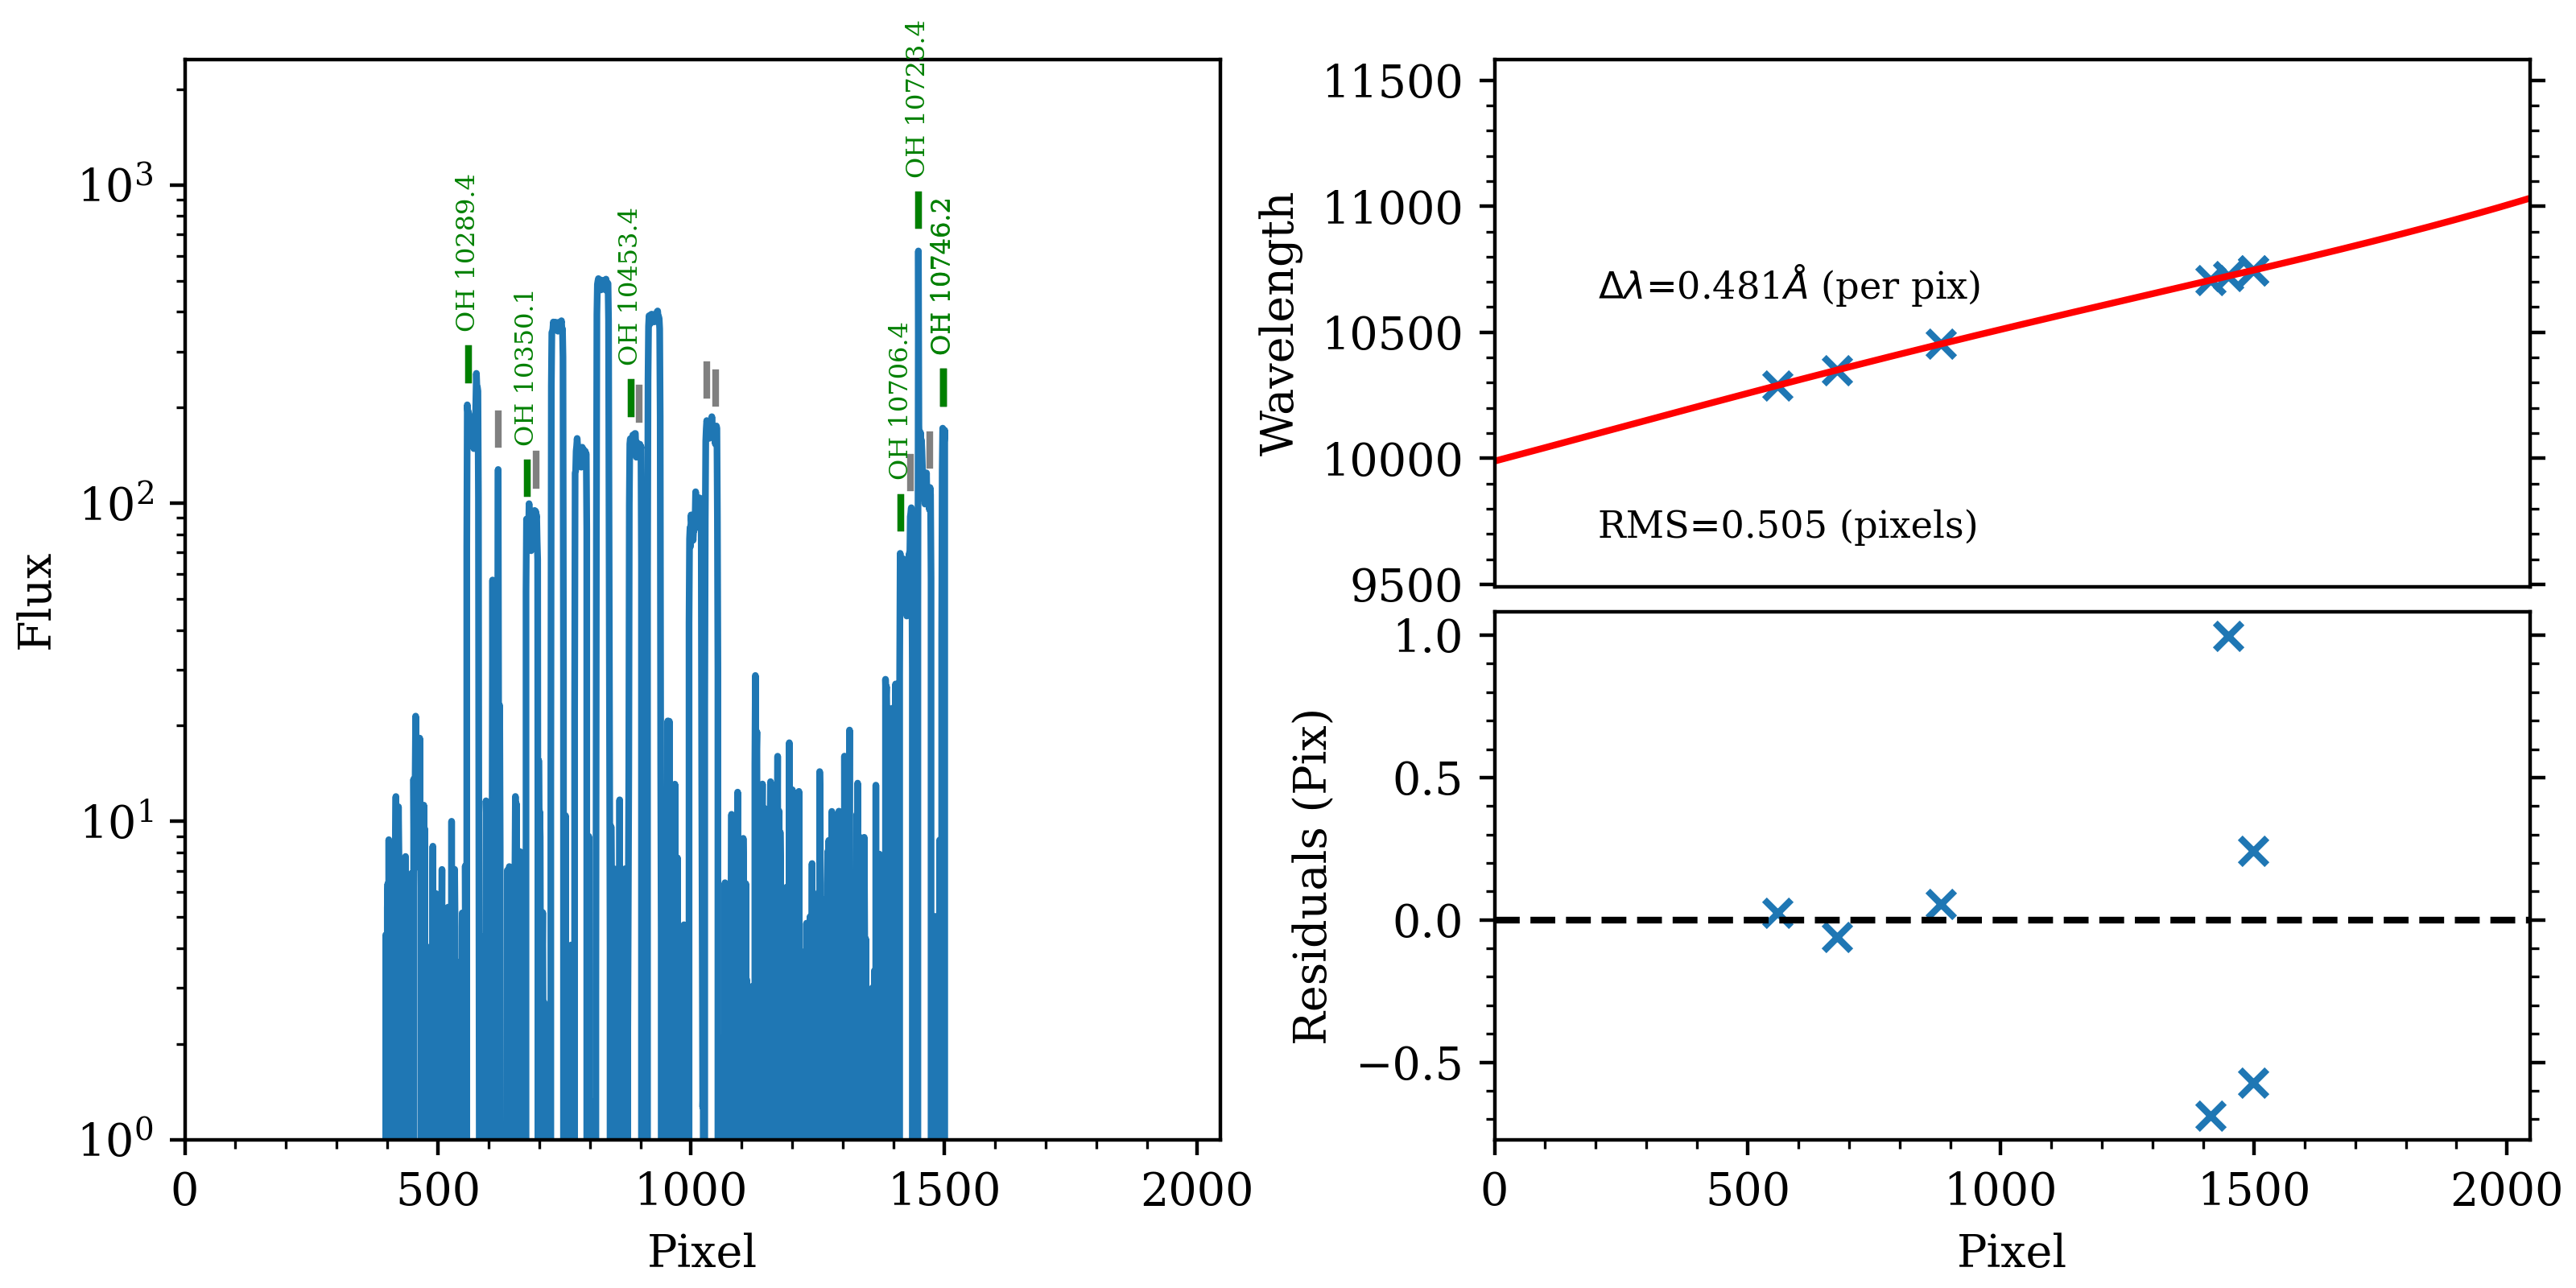 OH 10289.4
OH 10350.1
OH 10453.4
OH 10706.4
OH 10723.4
OH 10746.2
10³
10²
10¹
10⁰
Flux
0 500 1000 1500 2000
Pixel
11500
11000
10500
10000
9500
Wavelength
Δλ=0.481Å (per pix)
RMS=0.505 (pixels)
1.0
0.5
0.0
−0.5
Residuals (Pix)
0 500 1000 1500 2000
Pixel